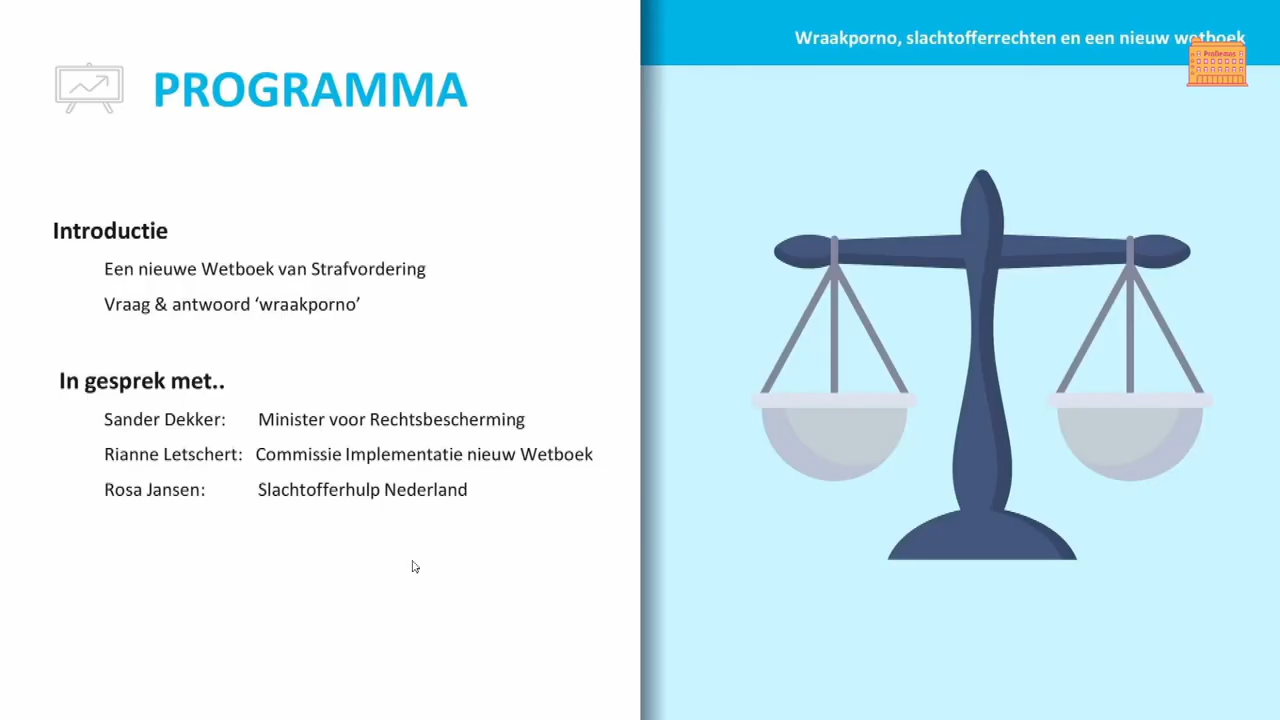 Wraakporno, slachtofferrechten en een nieuw wetboek
ProDemos
PROGRAMMA
Introductie
Een nieuwe Wetboek van Strafvordering
Vraag & antwoord ‘wraakporno’
In gesprek met..
Sander Dekker: Minister voor Rechtsbescherming
Rianne Letschert: Commissie Implementatie nieuw Wetboek
Rosa Jansen: Slachtofferhulp Nederland